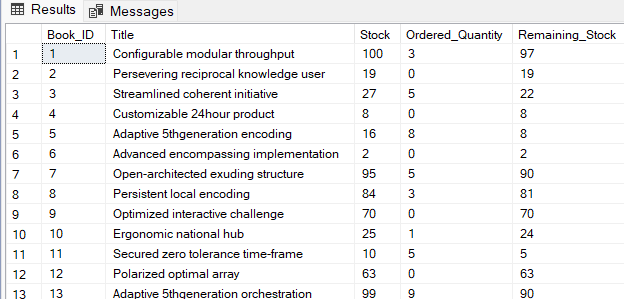 Results Messages
Book_ID Title Stock Ordered_Quantity Remaining_Stock
1 1 Configurable modular throughput 100 3 97
2 2 Persevering reciprocal knowledge user 19 0 19
3 3 Streamlined coherent initiative 27 5 22
4 4 Customizable 24hour product 8 0 8
5 5 Adaptive 5thgeneration encoding 16 8 8
6 6 Advanced encompassing implementation 2 0 2
7 7 Open-architected exuding structure 95 5 90
8 8 Persistent local encoding 84 3 81
9 9 Optimized interactive challenge 70 0 70
10 10 Ergonomic national hub 25 1 24
11 11 Secured zero tolerance time-frame 10 5 5
12 12 Polarized optimal array 63 0 63
13 13 Adaptive 5thgeneration orchestration 99 9 90